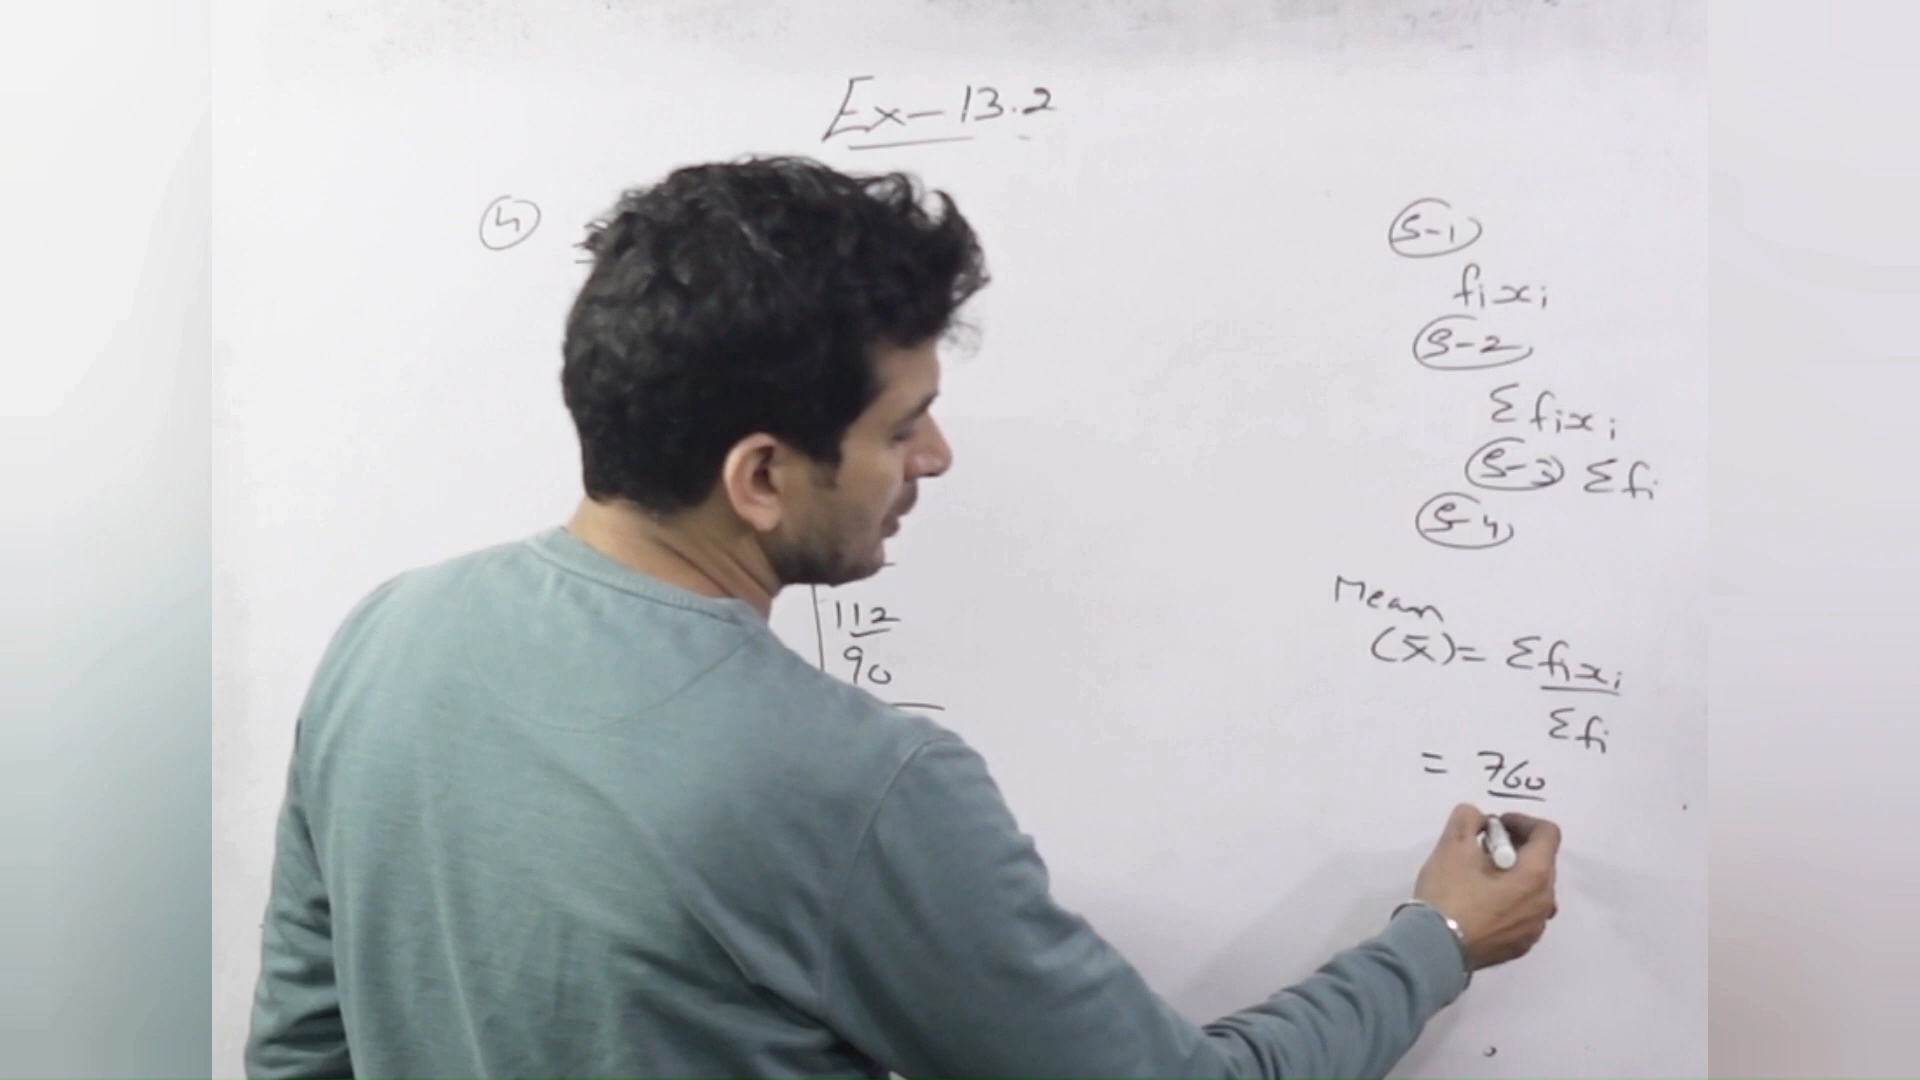 Ex-13.2
4
112
90
S-1
fixi
S-2
Σfixi
S-3 Σfi
S-4
Mean
(x̄) = Σfixi
Σfi
= 760